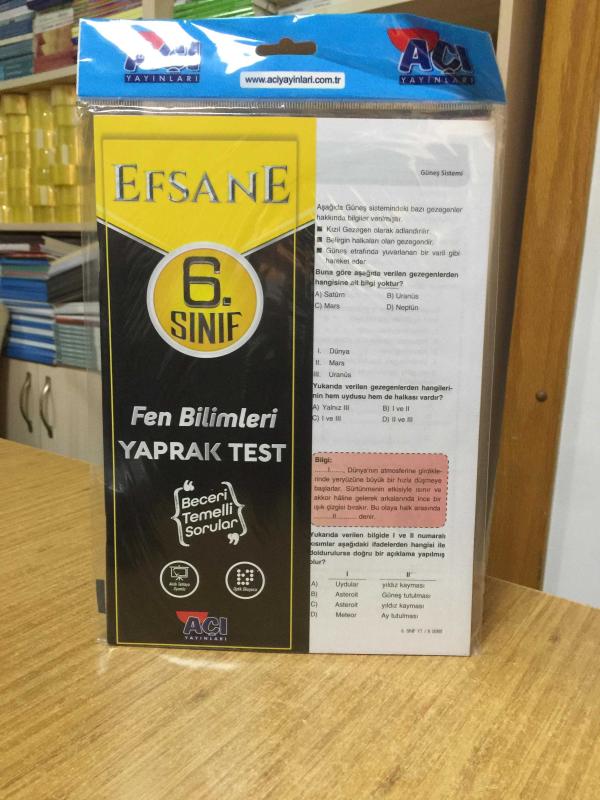 AÇI
YAYINLARI
www.aciyayinlari.com.tr
AÇI
YAYINLARI
EFSANE
6.
SINIF
Fen Bilimleri
YAPRAK TEST
Beceri
Temelli
Sorular
Akıllı Tahtaya
Uyumlu
Optik Okuyucu
AÇI
YAYINLARI
Güneş Sistemi
Aşağıda Güneş sistemindeki bazı gezegenler
hakkında bilgiler verilmiştir.
Kızıl Gezegen olarak adlandırılır.
Belirgin halkaları olan gezegendir.
Güneş etrafında yuvarlanan bir varil gibi
hareket eder.
Buna göre aşağıda verilen gezegenlerden
hangisine ait bilgi yoktur?
A) Satürn B) Uranüs
C) Mars D) Neptün
I. Dünya
II. Mars
III. Uranüs
Yukarıda verilen gezegenlerden hangileri-
nin hem uydusu hem de halkası vardır?
A) Yalnız III B) I ve II
C) I ve III D) II ve III
Bilgi:
........I........ Dünya'nın atmosferine girdikle-
rinde yeryüzüne büyük bir hızla düşmeye
başlarlar. Sürtünmenin etkisiyle ısınır ve
akkor hâline gelerek arkalarında ince bir
ışık çizgisi bırakır. Bu olaya halk arasında
........II........ denir.
Yukarıda verilen bilgide I ve II numaralı
kısımlar aşağıdaki ifadelerden hangisi ile
doldurulursa doğru bir açıklama yapılmış
olur?
I II
A) Uydular yıldız kayması
B) Asteroit Güneş tutulması
C) Asteroit yıldız kayması
D) Meteor Ay tutulması